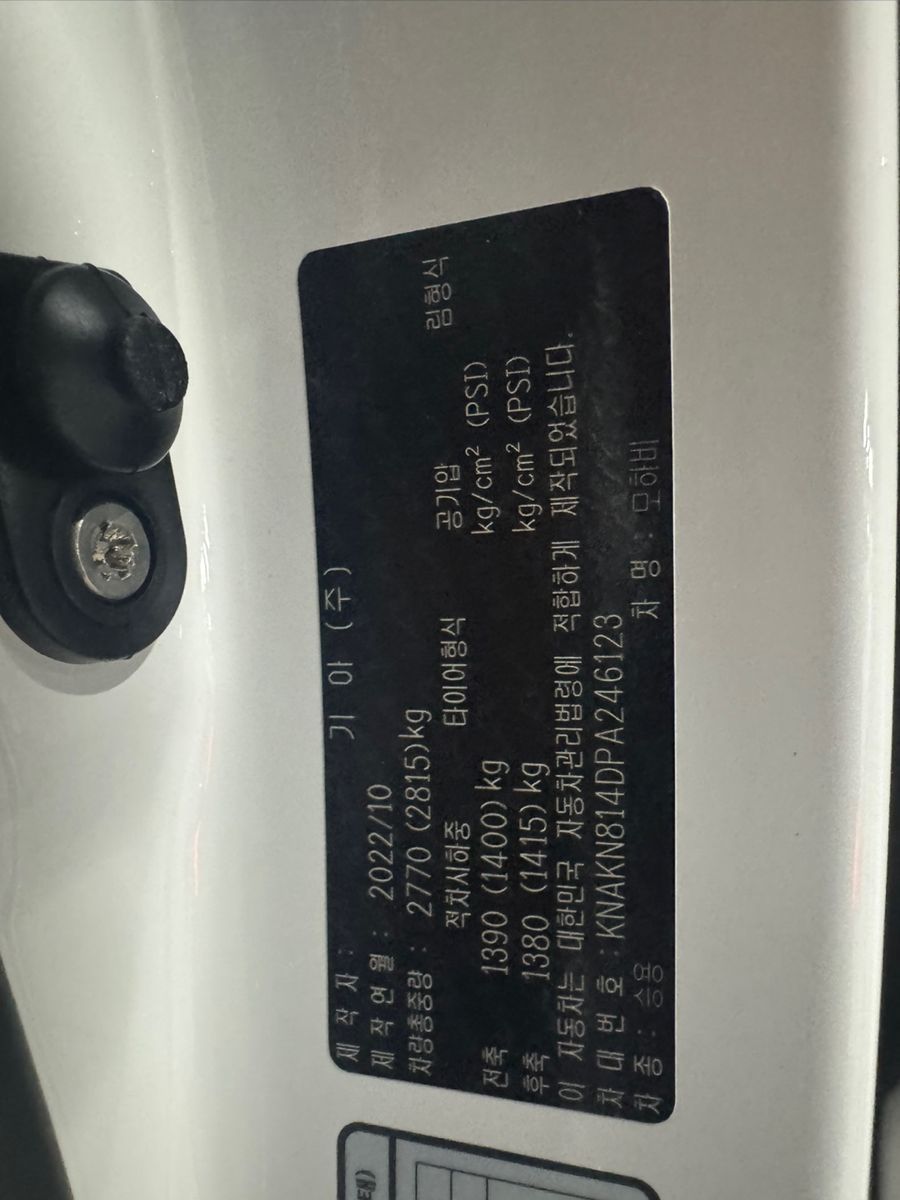 제 작 자 : 기 아 (주)
제 작 연 월 : 2022/10
차량총중량 : 2770 (2815)kg
적차시하중 타이어형식 공기압 림형식
전축 1390 (1400)kg kg/cm² (PSI)
후축 1380 (1415)kg kg/cm² (PSI)
이 자동차는 대한민국 자동차관리법령에 적합하게 제작되었습니다.
차 대 번 호 : KNAKN814DPA246123
차 종 : 승용 차 명 : 모하비